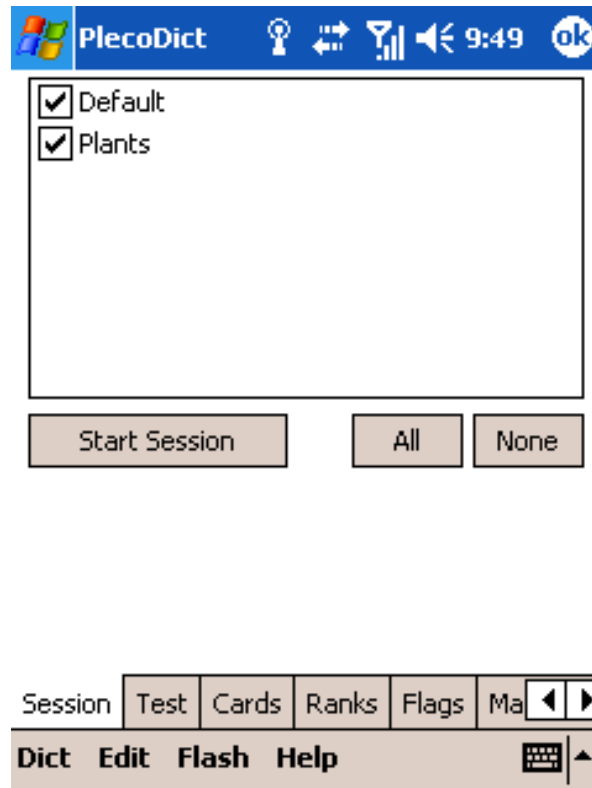 PlecoDict 9:49 ok
Default
Plants
Start Session All None
Session Test Cards Ranks Flags Ma
Dict Edit Flash Help